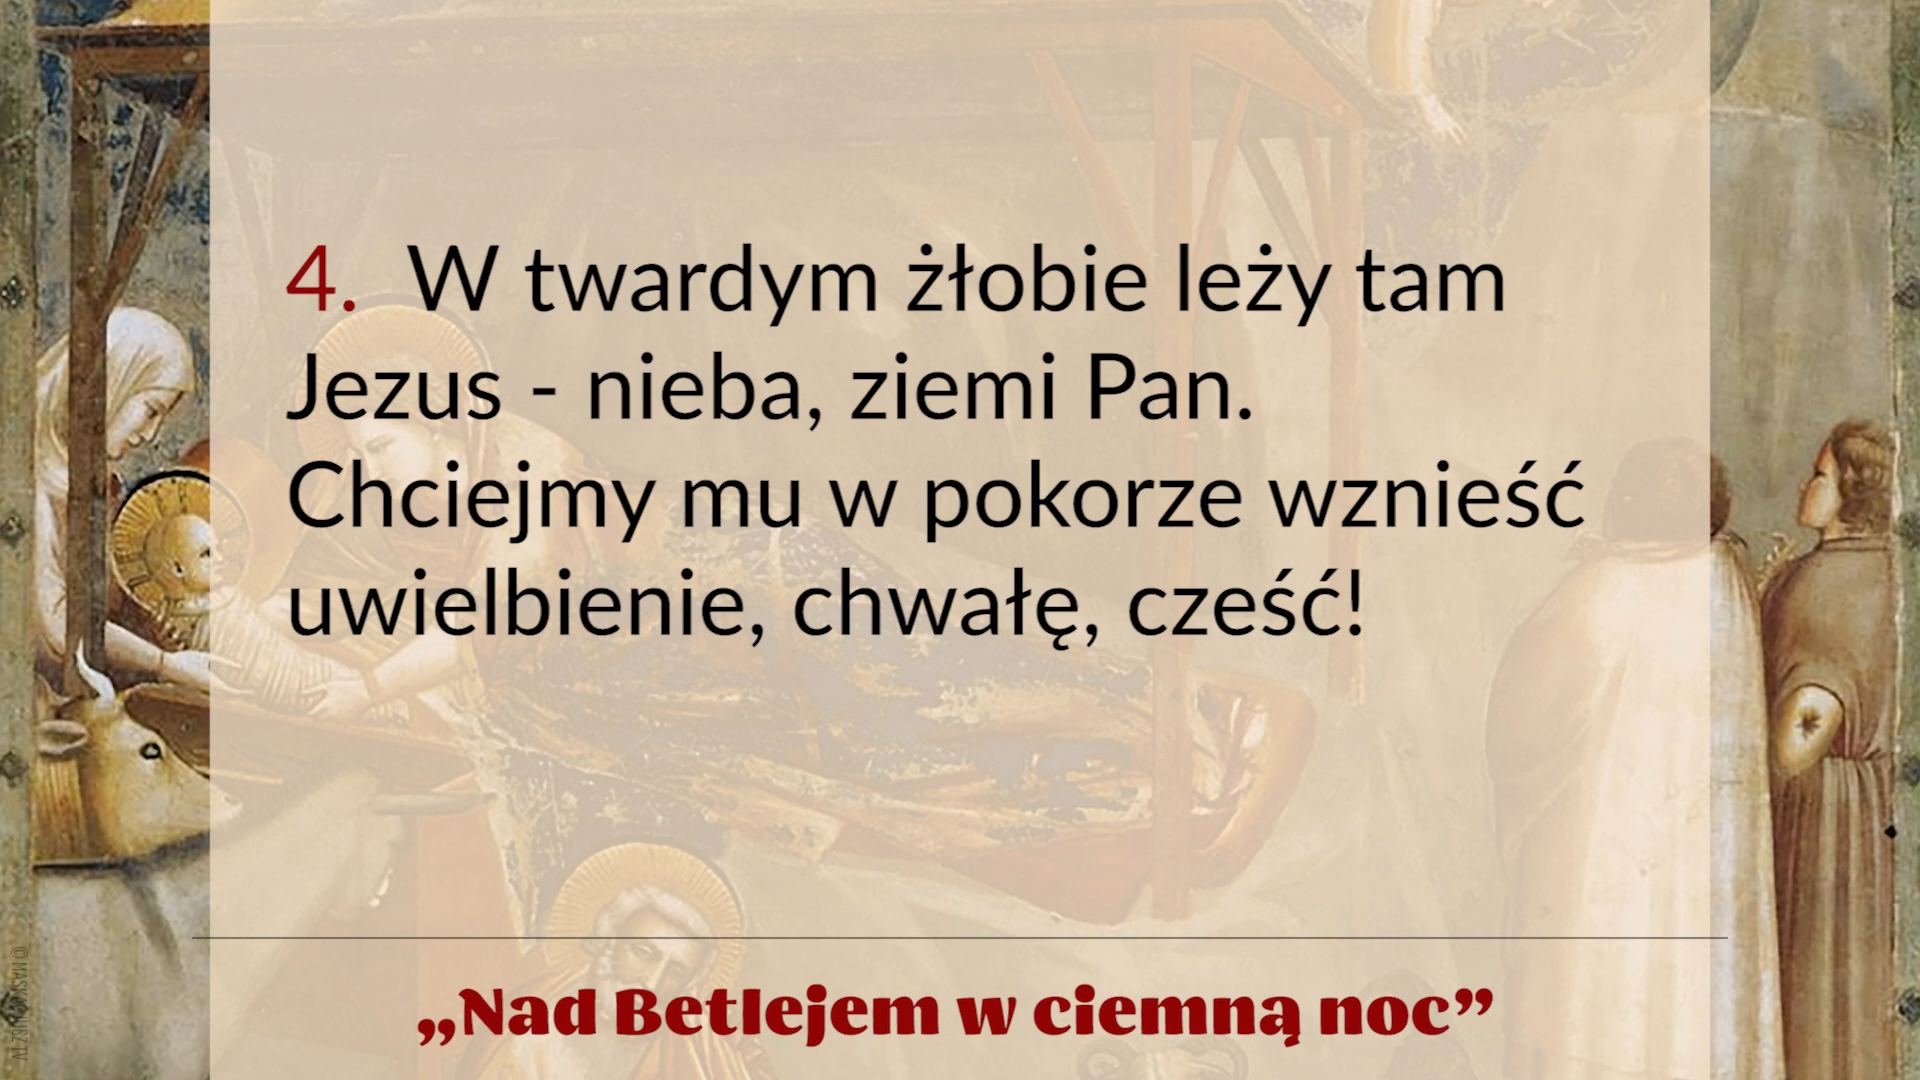 4. W twardym żłobie leży tam
Jezus - nieba, ziemi Pan.
Chciejmy mu w pokorze wznieść
uwielbienie, chwałę, cześć!
„Nad Betlejem w ciemną noc”